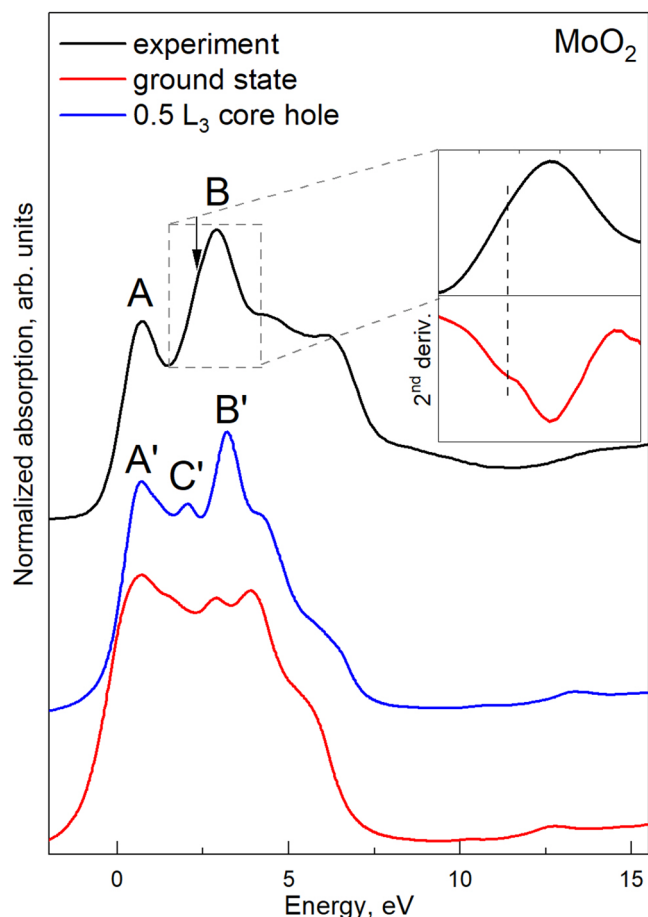 experiment
ground state
0.5 L₃ core hole
MoO₂
B
A
2ⁿᵈ deriv.
B'
A'
C'
Normalized absorption, arb. units
0 5 10 15
Energy, eV